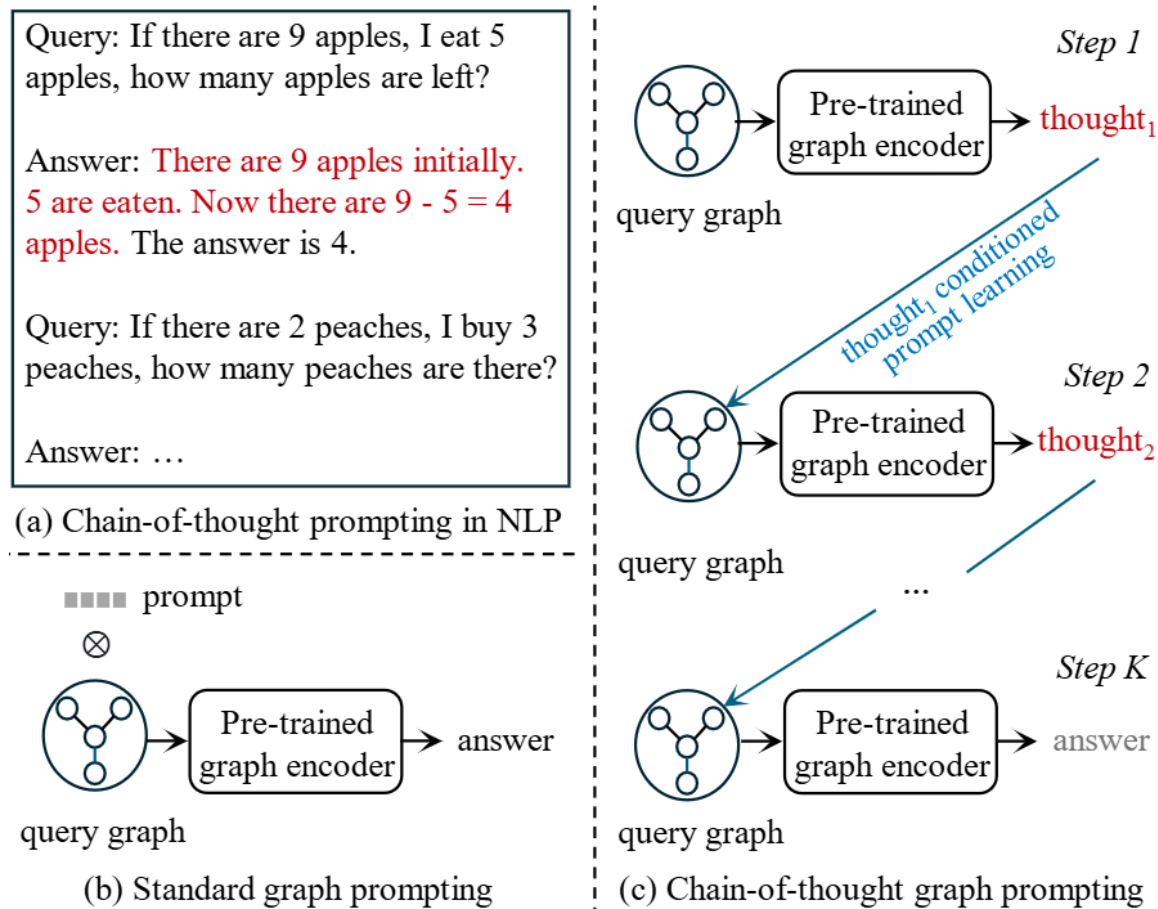 Query: If there are 9 apples, I eat 5
apples, how many apples are left?
Answer: There are 9 apples initially.
5 are eaten. Now there are 9 - 5 = 4
apples. The answer is 4.
Query: If there are 2 peaches, I buy 3
peaches, how many peaches are there?
Answer: …
(a) Chain-of-thought prompting in NLP
prompt
⊗
Pre-trained
graph encoder
answer
query graph
(b) Standard graph prompting
Step 1
Pre-trained
graph encoder
thought₁
query graph
thought₁ conditioned
prompt learning
Step 2
Pre-trained
graph encoder
thought₂
query graph
...
Step K
Pre-trained
graph encoder
answer
query graph
(c) Chain-of-thought graph prompting